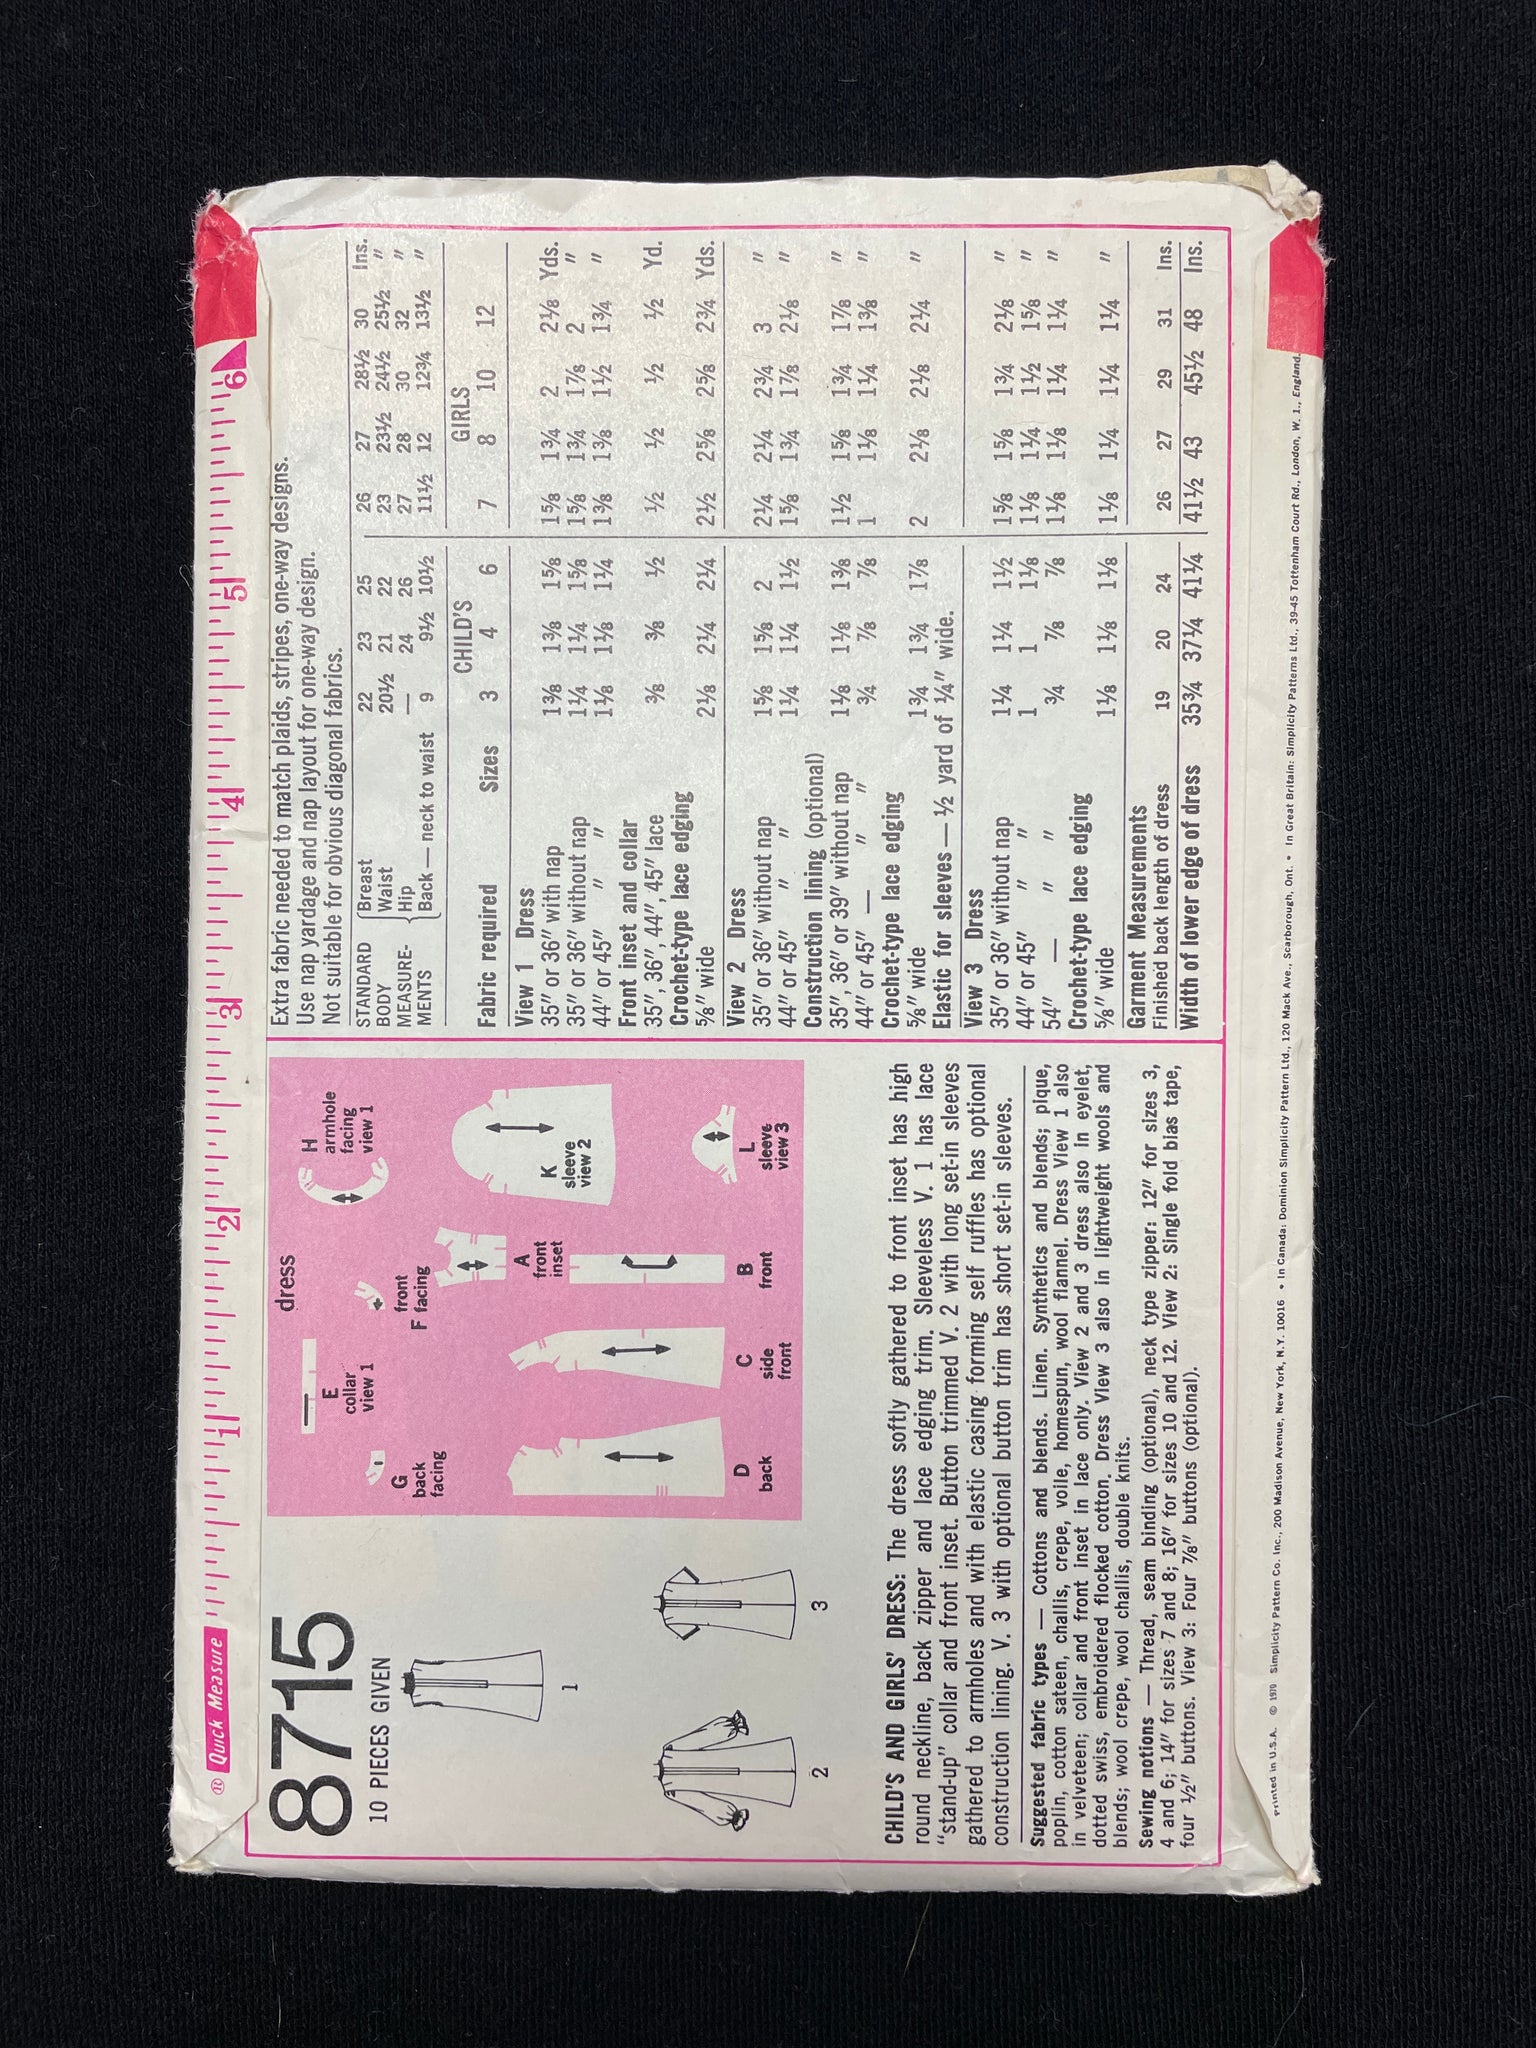 ® Quick Measure 1 2 3 4 5 6
8715
10 PIECES GIVEN
1
2
3
dress
G
back
facing
E
collar
view 1
F
front
facing
H
armhole
facing
view 1
A
front
inset
K
sleeve
view 2
D
back
C
side
front
B
front
L
sleeve
view 3
CHILD'S AND GIRLS' DRESS: The dress softly gathered to front inset has high
round neckline, back zipper and lace edging trim. Sleeveless V. 1 has lace
"stand-up" collar and front inset. Button trimmed V. 2 with long set-in sleeves
gathered to armholes and with elastic casing forming self ruffles has optional
construction lining. V. 3 with optional button trim has short set-in sleeves.
Suggested fabric types — Cottons and blends. Linen. Synthetics and blends; pique,
poplin, cotton sateen, challis, crepe, voile, homespun, wool flannel. Dress View 1 also
in velveteen; collar and front inset in lace only. View 2 and 3 dress also in eyelet,
dotted swiss, embroidered flocked cotton. Dress View 3 also in lightweight wools and
blends; wool crepe, wool challis, double knits.
Sewing notions — Thread, seam binding (optional), neck type zipper: 12" for sizes 3,
4 and 6; 14" for sizes 7 and 8; 16" for sizes 10 and 12. View 2: Single fold bias tape,
four ½" buttons. View 3: Four ⅞" buttons (optional).
Extra fabric needed to match plaids, stripes, one-way designs.
Use nap yardage and nap layout for one-way design.
Not suitable for obvious diagonal fabrics.
STANDARD Breast 22 23 25 26 27 28½ 30 Ins.
BODY Waist 20½ 21 22 23 23½ 24½ 25½ "
MEASURE- Hip — 24 26 27 28 30 32 "
MENTS Back — neck to waist 9 9½ 10½ 11½ 12 12¾ 13½ "
CHILD'S GIRLS
Fabric required Sizes 3 4 6 7 8 10 12
View 1 Dress
35" or 36" with nap 1⅜ 1⅜ 1⅝ 1⅝ 1¾ 2 2⅛ Yds.
35" or 36" without nap 1¼ 1¼ 1⅝ 1⅝ 1¾ 1⅞ 2 "
44" or 45" " 1⅛ 1⅛ 1¼ 1⅜ 1⅜ 1½ 1¾ "
Front inset and collar
35", 36", 44", 45" lace ⅜ ⅜ ½ ½ ½ ½ ½ Yd.
Crochet-type lace edging
⅝" wide 2⅛ 2¼ 2¼ 2½ 2⅝ 2⅝ 2¾ Yds.
View 2 Dress
35" or 36" without nap 1⅝ 1⅝ 2 2¼ 2¼ 2¾ 3 "
44" or 45" " 1¼ 1¼ 1½ 1⅝ 1¾ 1⅞ 2⅛ "
Construction lining (optional)
35", 36" or 39" without nap 1⅛ 1⅛ 1⅜ 1½ 1⅝ 1¾ 1⅞ "
44" or 45" — " ¾ ⅞ ⅞ 1 1⅛ 1¼ 1⅜ "
Crochet-type lace edging
⅝" wide 1¾ 1¾ 1⅞ 2 2⅛ 2⅛ 2¼ "
Elastic for sleeves — ½ yard of ¼" wide.
View 3 Dress
35" or 36" without nap 1¼ 1¼ 1½ 1⅝ 1⅝ 1¾ 2⅛ "
44" or 45" " 1 1 1⅛ 1⅛ 1¼ 1½ 1⅝ "
54" — " ¾ ⅞ ⅞ 1⅛ 1⅛ 1¼ 1¼ "
Crochet-type lace edging
⅝" wide 1⅛ 1⅛ 1⅛ 1⅛ 1¼ 1¼ 1¼ "
Garment Measurements
Finished back length of dress 19 20 24 26 27 29 31 Ins.
Width of lower edge of dress 35¾ 37¼ 41¼ 41½ 43 45½ 48 Ins.
Printed in U.S.A. © 1970 Simplicity Pattern Co. Inc., 200 Madison Avenue, New York, N.Y. 10016 • In Canada: Dominion Simplicity Pattern Ltd., 120 Mack Ave., Scarborough, Ont. • In Great Britain: Simplicity Patterns Ltd., 39-45 Tottenham Court Rd., London, W. 1., England.